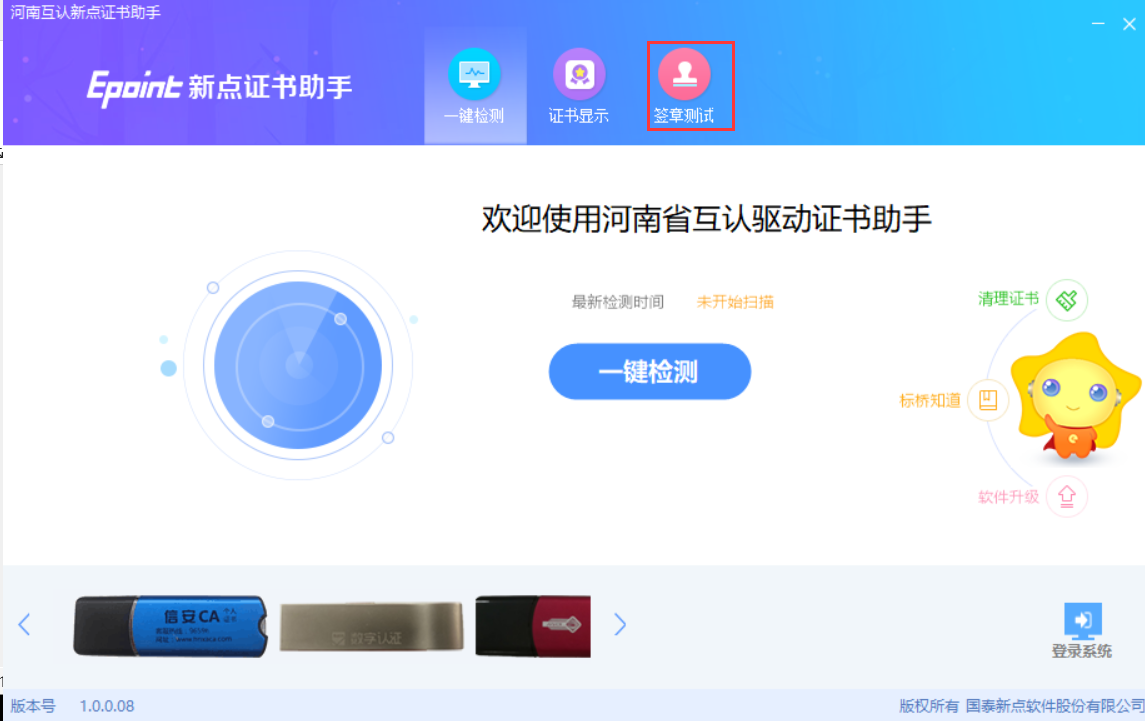 河南互认新点证书助手
Epoint 新点证书助手
一键检测
证书显示
签章测试
欢迎使用河南省互认驱动证书助手
最新检测时间 未开始扫描
一键检测
清理证书
标桥知道
软件升级
信安CA 个人证书
数字认证
登录系统
版本号 1.0.0.08
版权所有 国泰新点软件股份有限公司